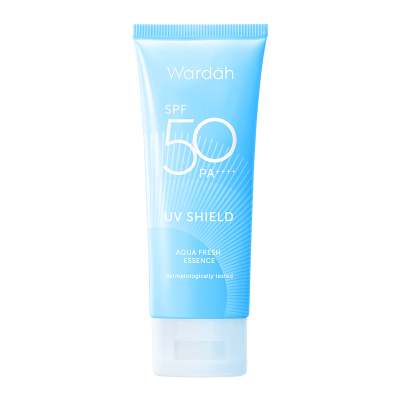 Wardah
SPF
50
PA++++
UV SHIELD
AQUA FRESH
ESSENCE
dermatologically tested